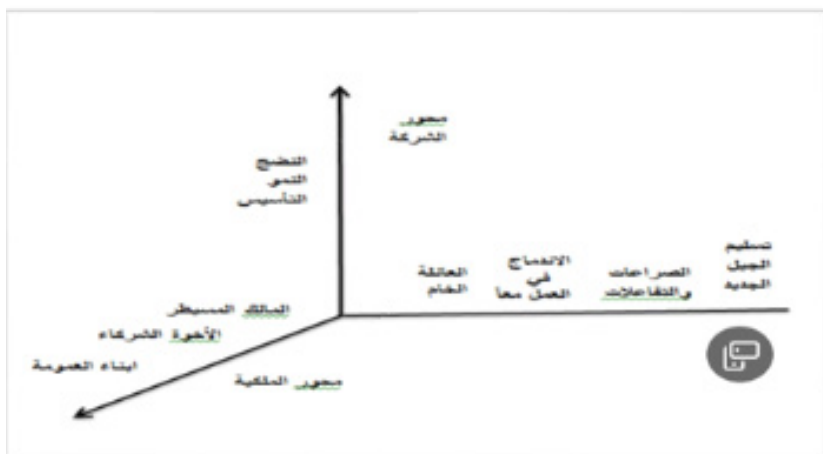 محور
الشركة
النضج
النمو
التأسيس
تسليم
الجيل
الجديد
الصراعات
والتفاعلات
الاندماج
في
العمل معاً
العائلة
الخام
المالك المسيطر
الأخوة الشركاء
ابناء العمومة
محور الملكية